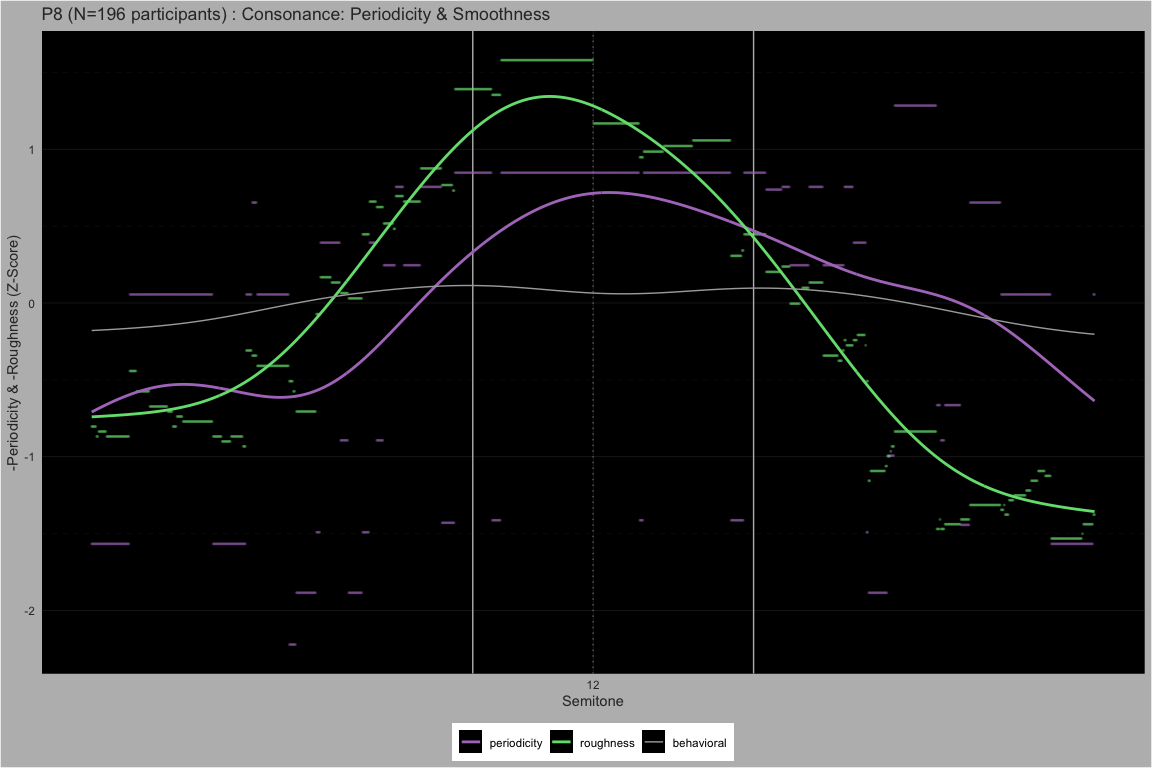 P8 (N=196 participants) : Consonance: Periodicity & Smoothness
-Periodicity & -Roughness (Z-Score)
1
0
-1
-2
12
Semitone
periodicity roughness behavioral